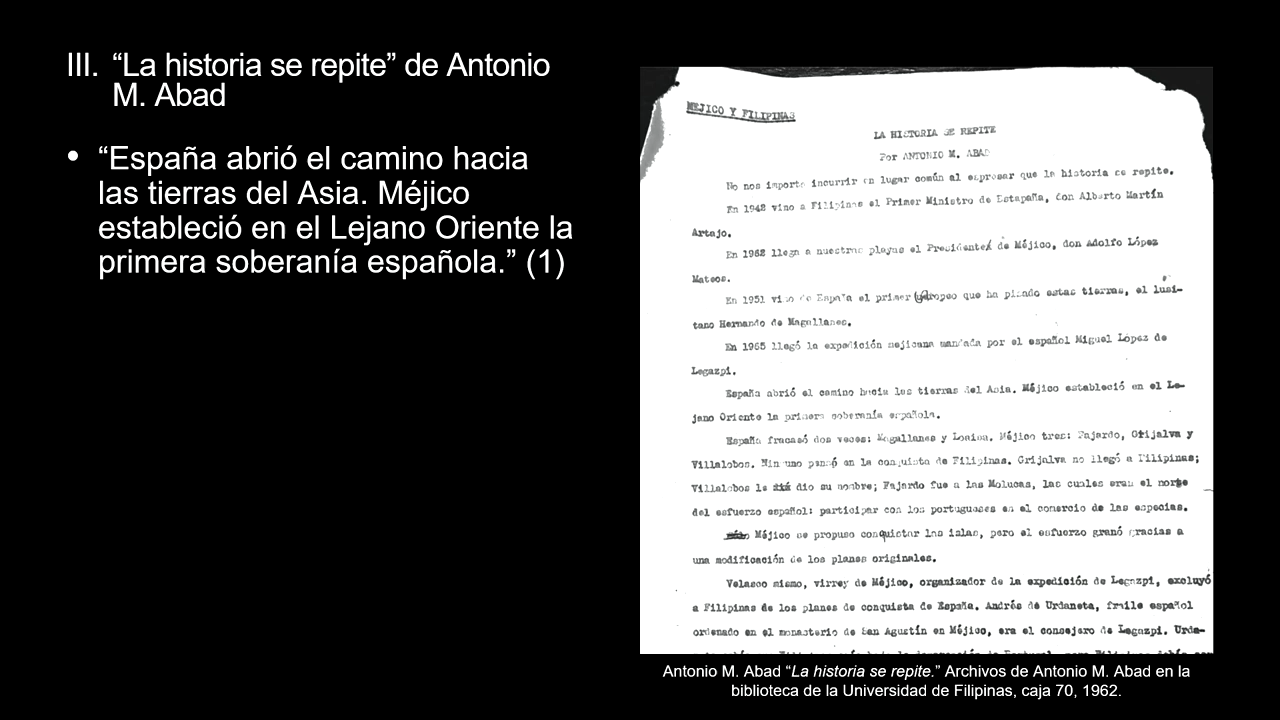 III. “La historia se repite” de Antonio
M. Abad
• “España abrió el camino hacia
las tierras del Asia. Méjico
estableció en el Lejano Oriente la
primera soberanía española.” (1)
MEJICO Y FILIPINAS
LA HISTORIA SE REPITE
Por ANTONIO M. ABAD
No nos importa incurrir en lugar común al expresar que la historia se repite.
En 1948 vino a Filipinas el Primer Ministro de Estapaña, don Alberto Martín
Artajo.
En 1962 llega a nuestras playas el Presidente de Méjico, don Adolfo López
Mateos.
En 1951 vino de España el primer europeo que ha pisado estas tierras, el lusi-
tano Hernando de Magallanes.
En 1965 llegó la expedición mejicana mandada por el español Miguel López de
Legazpi.
España abrió el camino hacia las tierras del Asia. Méjico estableció en el Le-
jano Oriente la primera soberanía española.
España fracasó dos veces: Magallanes y Loaisa. Méjico tres: Fajardo, Grijalva y
Villalobos. Ninguno pensó en la conquista de Filipinas. Grijalva no llegó a Filipinas;
Villalobos le dio su nombre; Fajardo fue a las Molucas, las cuales eran el norte
del esfuerzo español: participar con los portugueses en el comercio de las especias.
Méjico se propuso conquistar las islas, pero el esfuerzo granó gracias a
una modificación de los planes originales.
Velasco mismo, virrey de Méjico, organizador de la expedición de Legazpi, excluyó
a Filipinas de los planes de conquista de España. Andrés de Urdaneta, fraile español
ordenado en el monasterio de San Agustín en Méjico, era el consejero de Legazpi. Urda-
Antonio M. Abad “La historia se repite.” Archivos de Antonio M. Abad en la
biblioteca de la Universidad de Filipinas, caja 70, 1962.